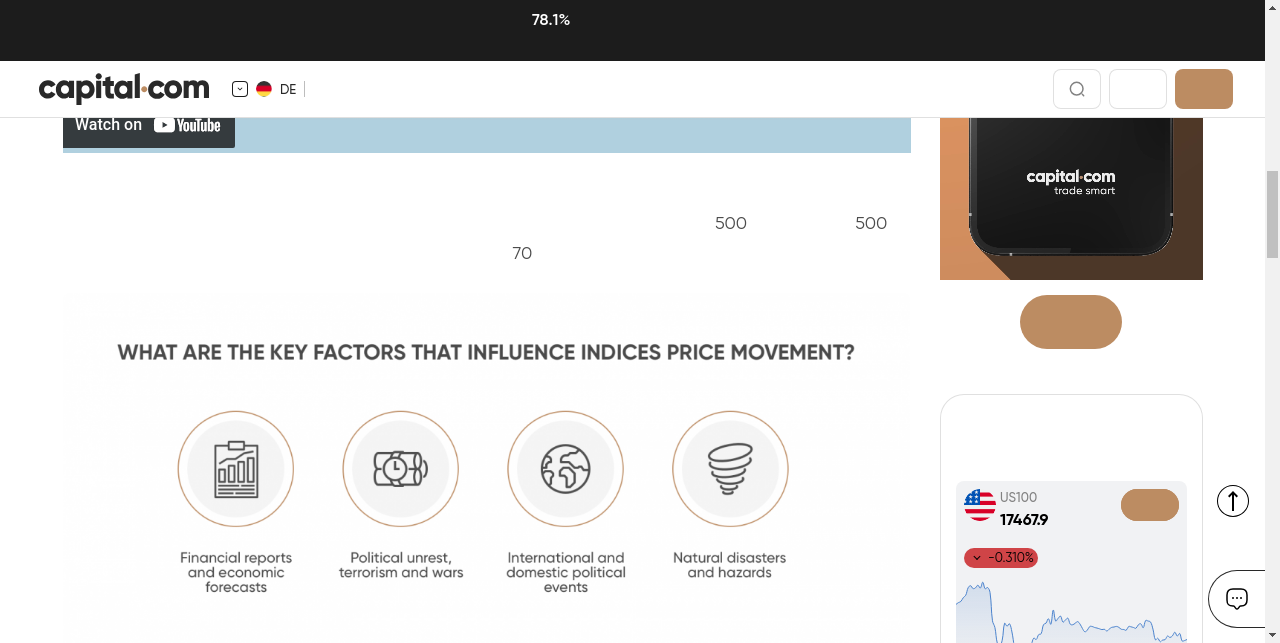 78.1%
capital.com
DE
Watch on YouTube
capital.com
trade smart
500 500
70
WHAT ARE THE KEY FACTORS THAT INFLUENCE INDICES PRICE MOVEMENT?
Financial reports
and economic
forecasts
Political unrest,
terrorism and wars
International and
domestic political
events
Natural disasters
and hazards
US100
17467.9
-0.310%